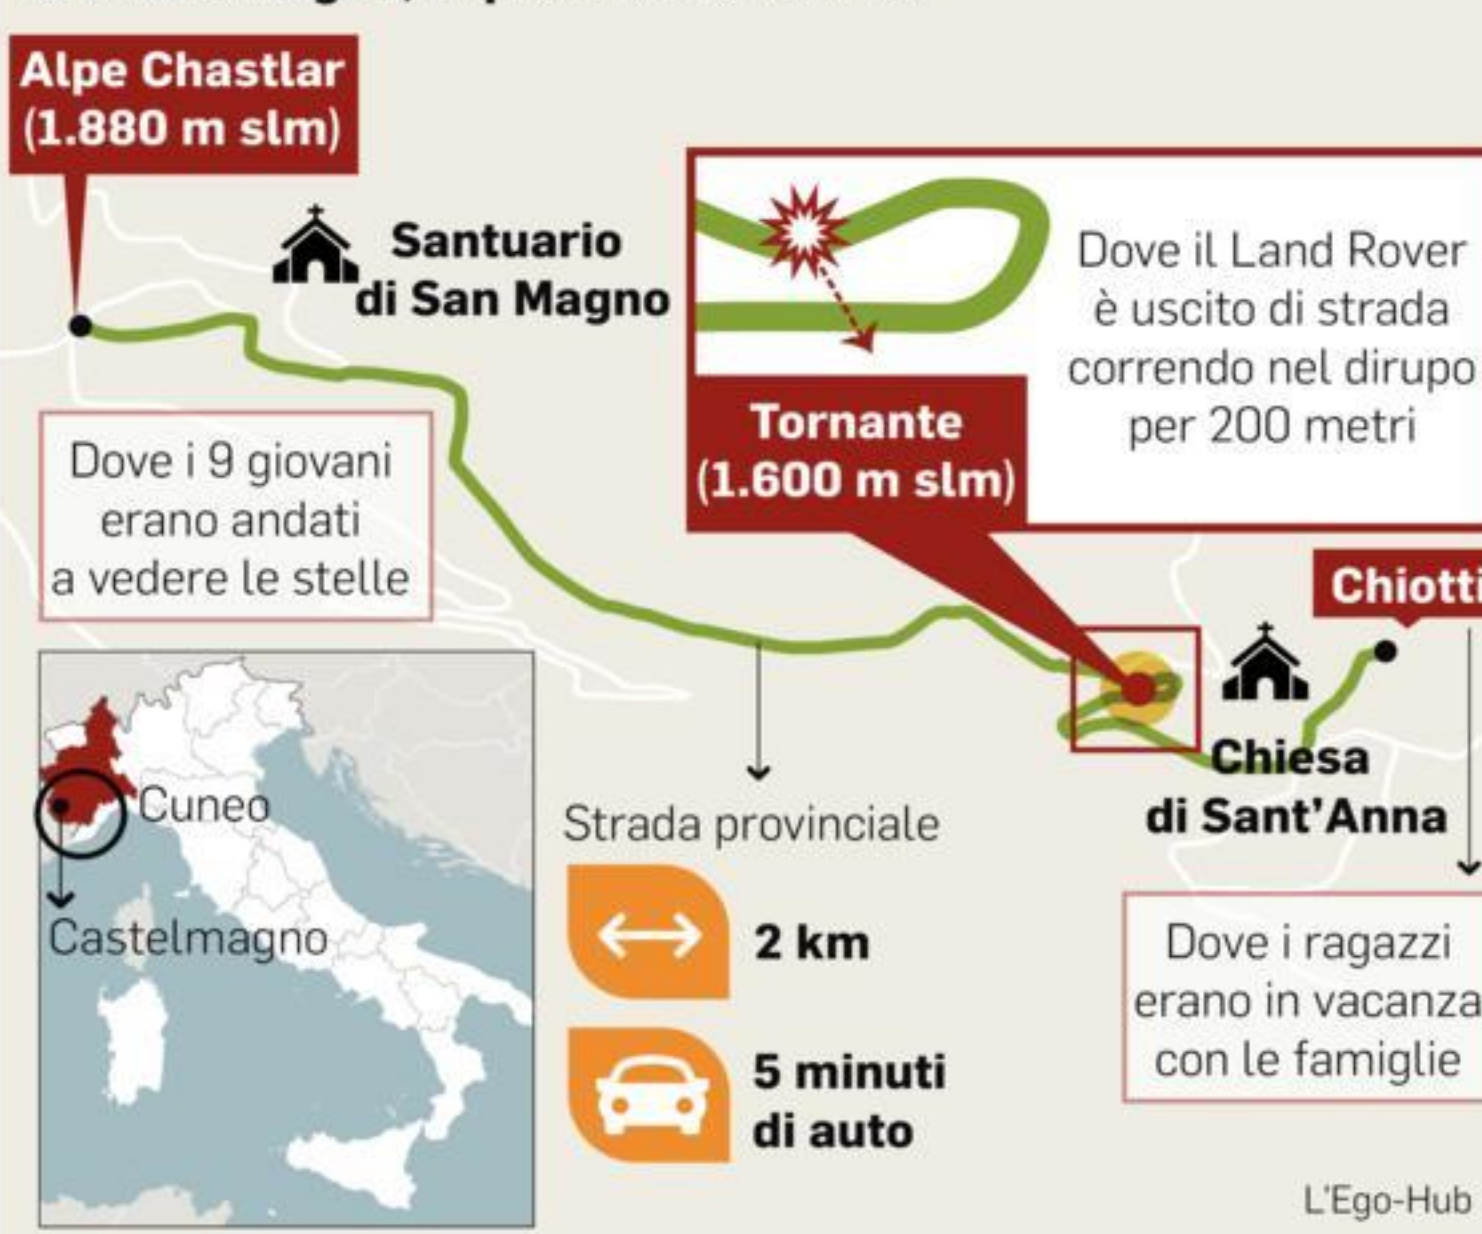 Alpe Chastlar
(1.880 m slm)
Santuario
di San Magno
Dove il Land Rover
è uscito di strada
correndo nel dirupo
per 200 metri
Tornante
(1.600 m slm)
Dove i 9 giovani
erano andati
a vedere le stelle
Chiotti
Chiesa
di Sant'Anna
Cuneo
Castelmagno
Strada provinciale
2 km
5 minuti
di auto
Dove i ragazzi
erano in vacanza
con le famiglie
L'Ego-Hub